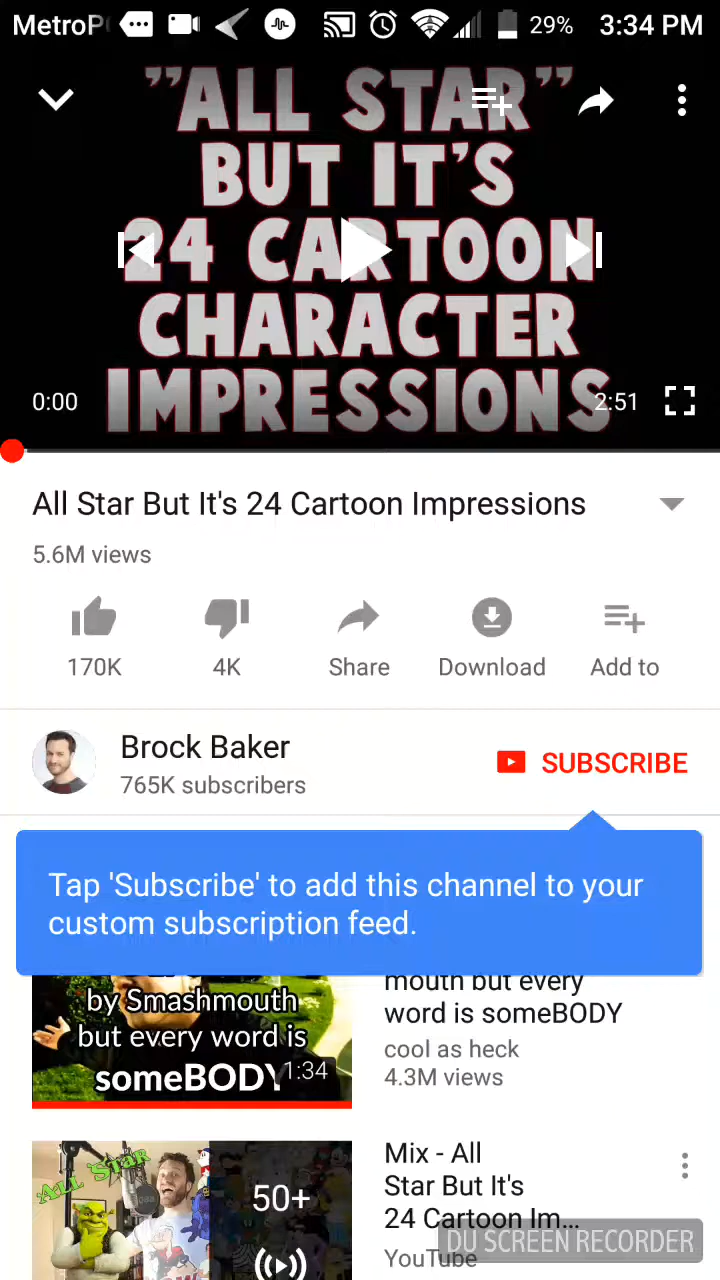 MetroP 29% 3:34 PM
"ALL STAR"
BUT IT'S
24 CARTOON
CHARACTER
IMPRESSIONS
0:00 2:51
All Star But It's 24 Cartoon Impressions
5.6M views
170K 4K Share Download Add to
Brock Baker
765K subscribers
SUBSCRIBE
Tap 'Subscribe' to add this channel to your
custom subscription feed.
by Smashmouth
but every word is
someBODY
1:34
mouth but every
word is someBODY
cool as heck
4.3M views
ALL STAR
50+
Mix - All
Star But It's
24 Cartoon Im...
YouTube
DU SCREEN RECORDER